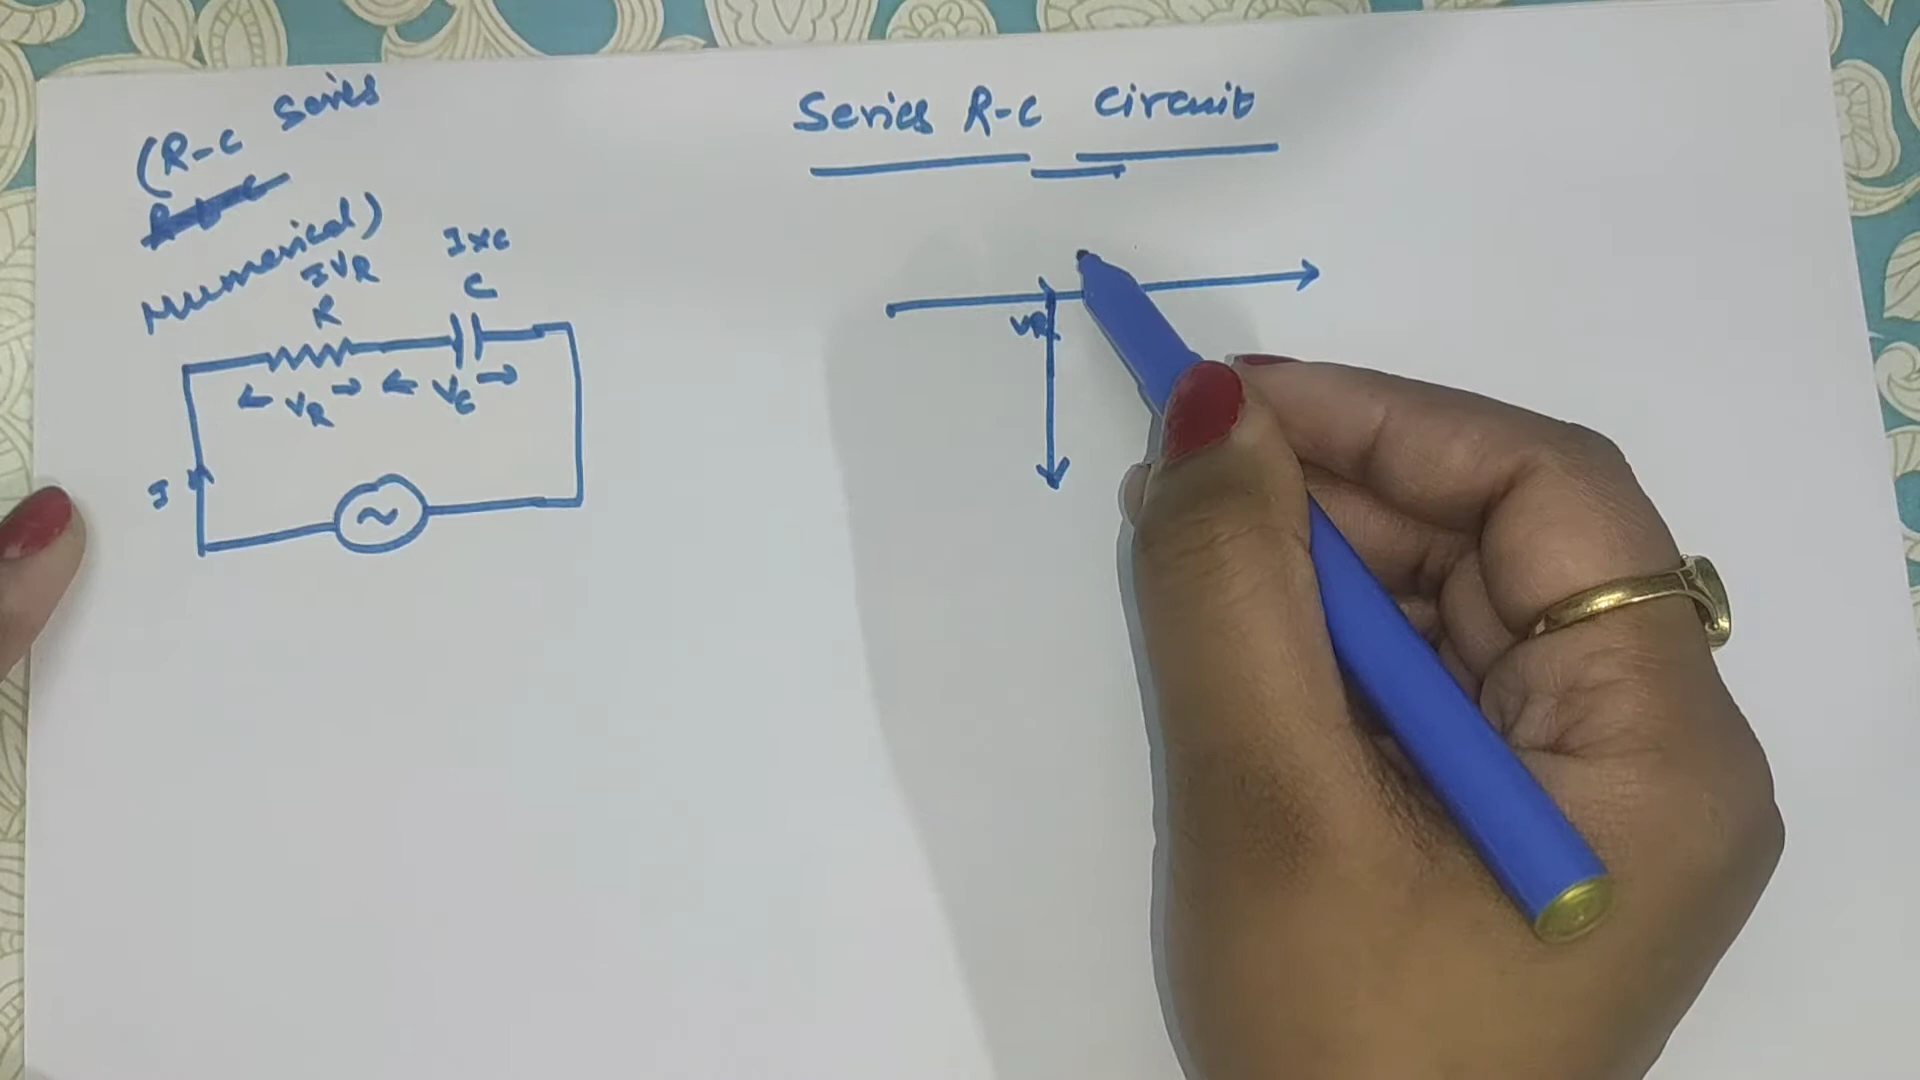 Series R-C Circuit
(R-C Series
Numerical)
IVR
IXC
R
C
VR
VC
I
VR